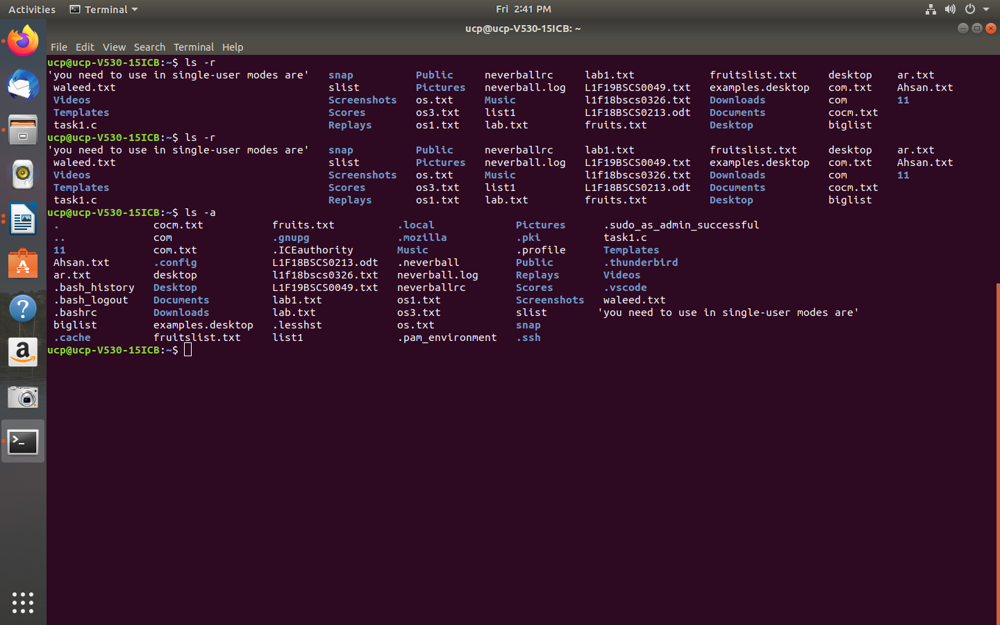 Activities Terminal Fri 2:41 PM
ucp@ucp-V530-15ICB: ~
File Edit View Search Terminal Help
ucp@ucp-V530-15ICB:~$ ls -r
'you need to use in single-user modes are' snap Public neverballrc lab1.txt fruitslist.txt desktop ar.txt
waleed.txt slist Pictures neverball.log L1F19BSCS0049.txt examples.desktop com.txt Ahsan.txt
Videos Screenshots os.txt Music l1f18bscs0326.txt Downloads com 11
Templates Scores os3.txt list1 L1F18BSCS0213.odt Documents cocm.txt
task1.c Replays os1.txt lab.txt fruits.txt Desktop biglist
ucp@ucp-V530-15ICB:~$ ls -r
'you need to use in single-user modes are' snap Public neverballrc lab1.txt fruitslist.txt desktop ar.txt
waleed.txt slist Pictures neverball.log L1F19BSCS0049.txt examples.desktop com.txt Ahsan.txt
Videos Screenshots os.txt Music l1f18bscs0326.txt Downloads com 11
Templates Scores os3.txt list1 L1F18BSCS0213.odt Documents cocm.txt
task1.c Replays os1.txt lab.txt fruits.txt Desktop biglist
ucp@ucp-V530-15ICB:~$ ls -a
. cocm.txt fruits.txt .local Pictures .sudo_as_admin_successful
.. com .gnupg .mozilla .pki task1.c
11 com.txt .ICEauthority Music .profile Templates
Ahsan.txt .config L1F18BSCS0213.odt .neverball Public .thunderbird
ar.txt desktop l1f18bscs0326.txt neverball.log Replays Videos
.bash_history Desktop L1F19BSCS0049.txt neverballrc Scores .vscode
.bash_logout Documents lab1.txt os1.txt Screenshots waleed.txt
.bashrc Downloads lab.txt os3.txt slist 'you need to use in single-user modes are'
biglist examples.desktop .lesshst os.txt snap
.cache fruitslist.txt list1 .pam_environment .ssh
ucp@ucp-V530-15ICB:~$